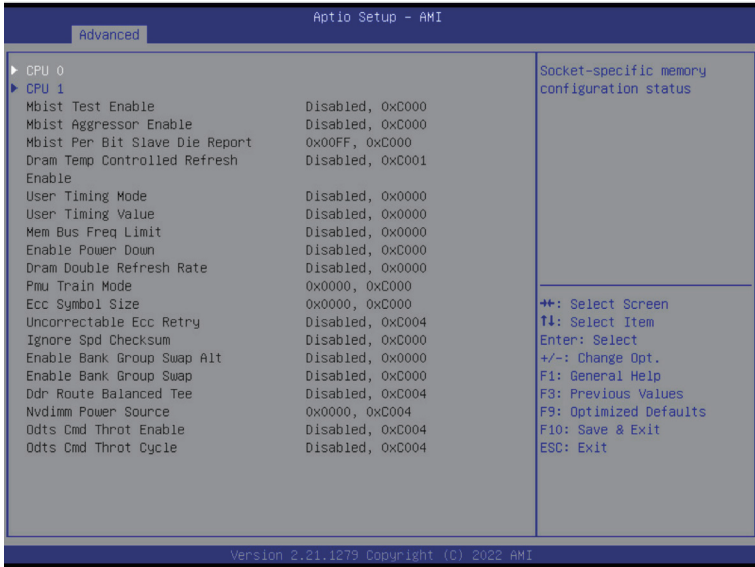 Aptio Setup - AMI
Advanced
CPU 0
CPU 1
Mbist Test Enable Disabled, 0xC000
Mbist Aggressor Enable Disabled, 0xC000
Mbist Per Bit Slave Die Report 0x00FF, 0xC000
Dram Temp Controlled Refresh Disabled, 0xC001
Enable
User Timing Mode Disabled, 0x0000
User Timing Value Disabled, 0x0000
Mem Bus Freq Limit Disabled, 0x0000
Enable Power Down Disabled, 0xC000
Dram Double Refresh Rate Disabled, 0x0000
Pmu Train Mode 0x0000, 0xC000
Ecc Symbol Size 0x0000, 0xC000
Uncorrectable Ecc Retry Disabled, 0xC004
Ignore Spd Checksum Disabled, 0xC000
Enable Bank Group Swap Alt Disabled, 0x0000
Enable Bank Group Swap Disabled, 0xC000
Ddr Route Balanced Tee Disabled, 0xC004
Nvdimm Power Source 0x0000, 0xC004
Odts Cmd Throt Enable Disabled, 0xC004
Odts Cmd Throt Cycle Disabled, 0xC004
Socket-specific memory
configuration status
→←: Select Screen
↑↓: Select Item
Enter: Select
+/-: Change Opt.
F1: General Help
F3: Previous Values
F9: Optimized Defaults
F10: Save & Exit
ESC: Exit
Version 2.21.1279 Copyright (C) 2022 AMI